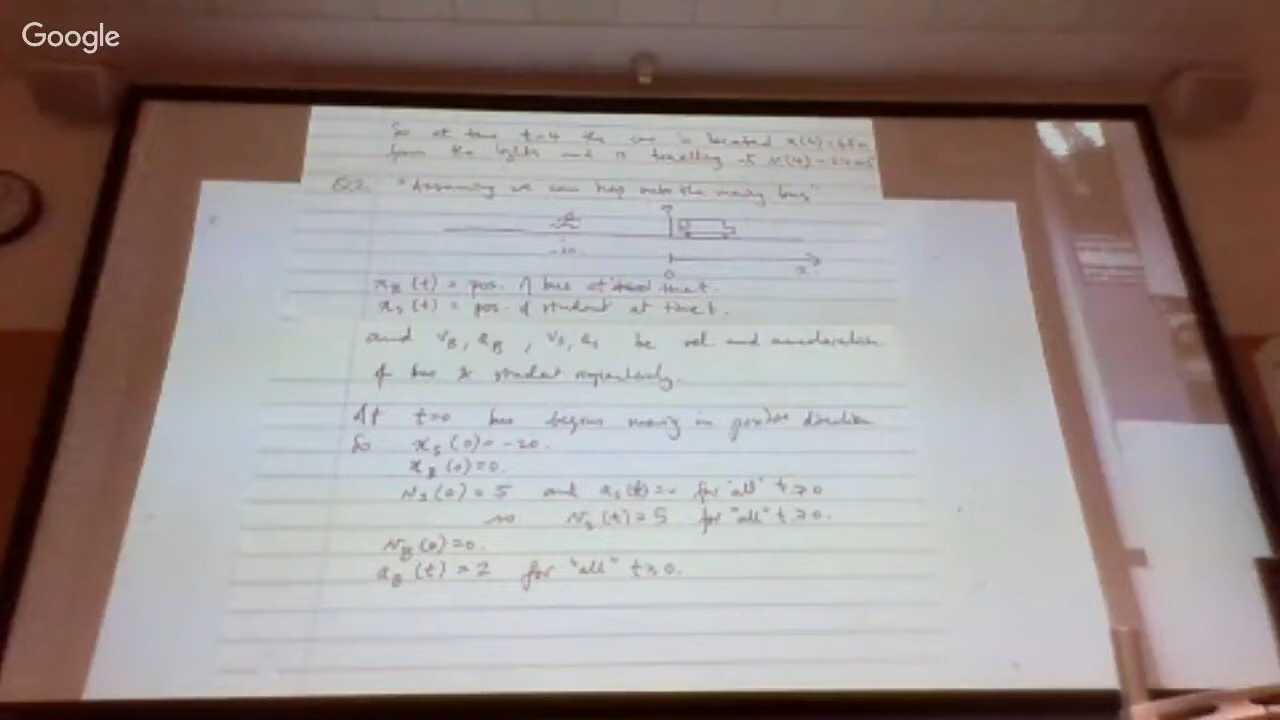 Google
So at time t=4 the car is located x(4)=48m
from the lights and is travelling at v(4)=24m/s
"Assuming we can hop onto the moving bus"
-20
0
x
x_B(t) = pos. of bus at time t.
x_S(t) = pos. of student at time t.
and v_B, a_B, v_S, a_S be vel and acceleration
of bus & student respectively.
At t=0 bus begins moving in positive direction
So x_S(0)=-20.
x_B(0)=0.
v_S(0)=5 and a_S(t)=0 for "all" t≥0
so v_S(t)=5 for "all" t≥0.
v_B(0)=0.
a_B(t)=2 for "all" t≥0.